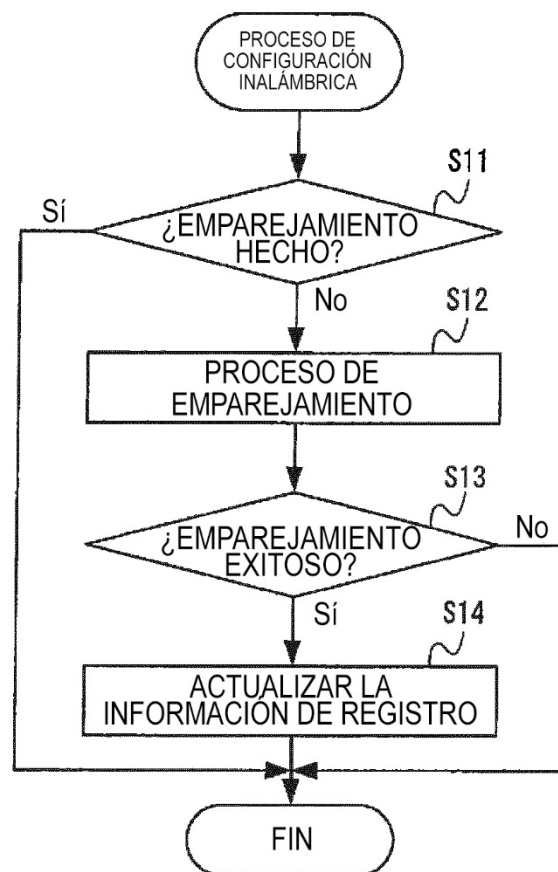 PROCESO DE
CONFIGURACIÓN
INALÁMBRICA
S11
Sí
¿EMPAREJAMIENTO
HECHO?
No
S12
PROCESO DE
EMPAREJAMIENTO
S13
No
¿EMPAREJAMIENTO
EXITOSO?
Sí
S14
ACTUALIZAR LA
INFORMACIÓN DE REGISTRO
FIN